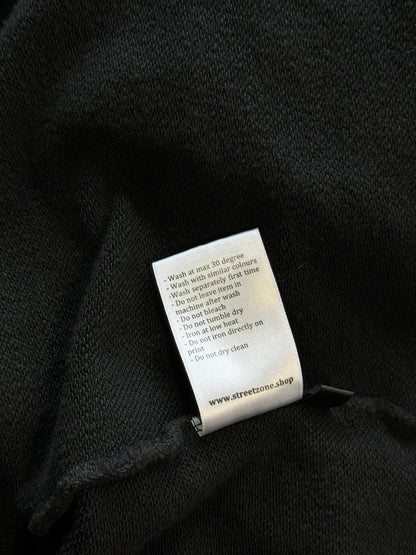 - Wash at max 30 degree
- Wash with similar colours
-Wash separately first time
- Do not leave item in
machine after wash
- Do not bleach
- Do not tumble dry
- Iron at low heat
- Do not iron directly on
print
- Do not dry clean
www.streetzone.shop